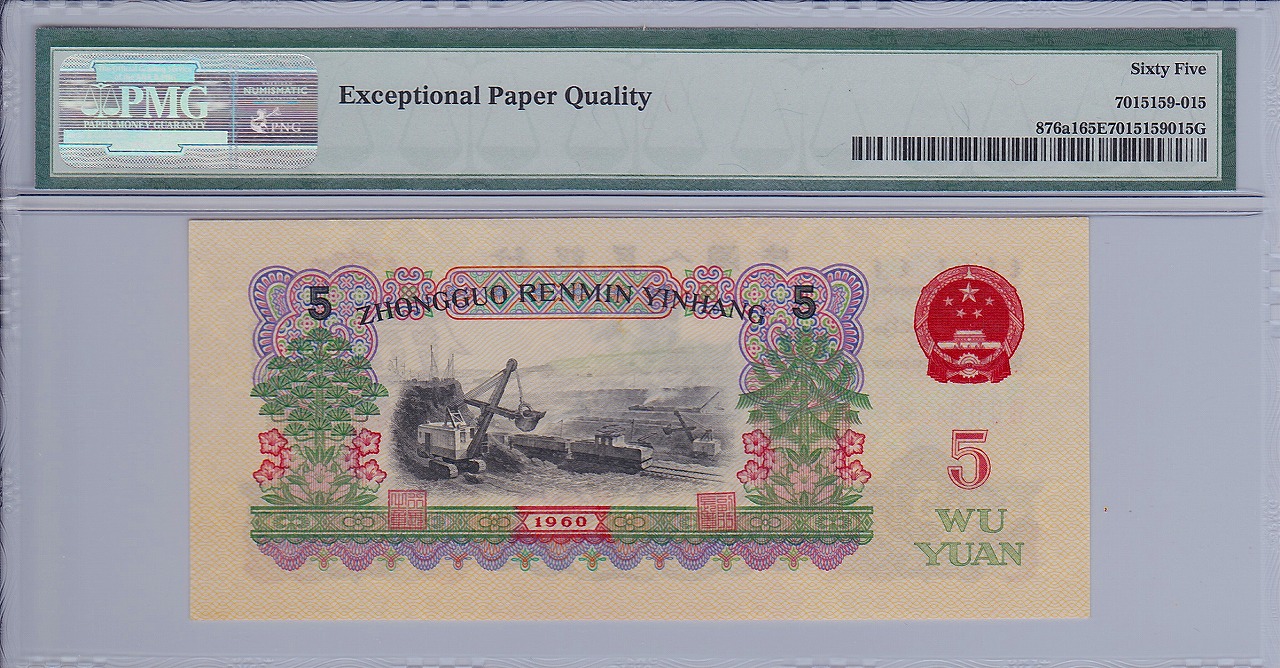 PMG
PAPER MONEY GUARANTY
NUMISMATIC
PNG
Exceptional Paper Quality
Sixty Five
7015159-015
876a165E7015159015G
5 ZHONGGUO RENMIN YINHANG 5
5
1960
WU
YUAN